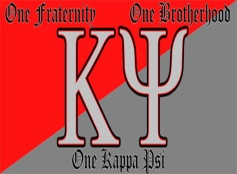 One Fraternity One Brotherhood
ΚΨ
One Kappa Psi